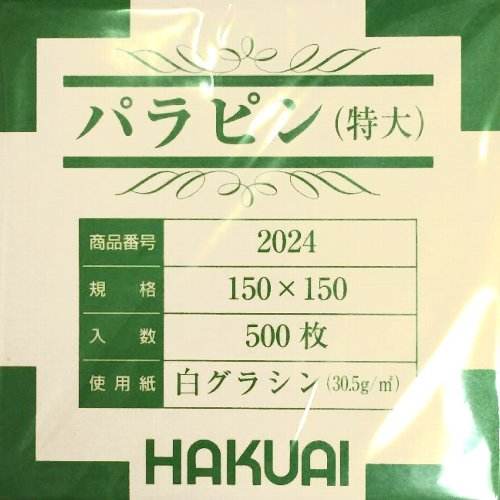 パラピン(特大)
商品番号 2024
規格 150×150
入数 500枚
使用紙 白グラシン(30.5g/㎡)
HAKUAI